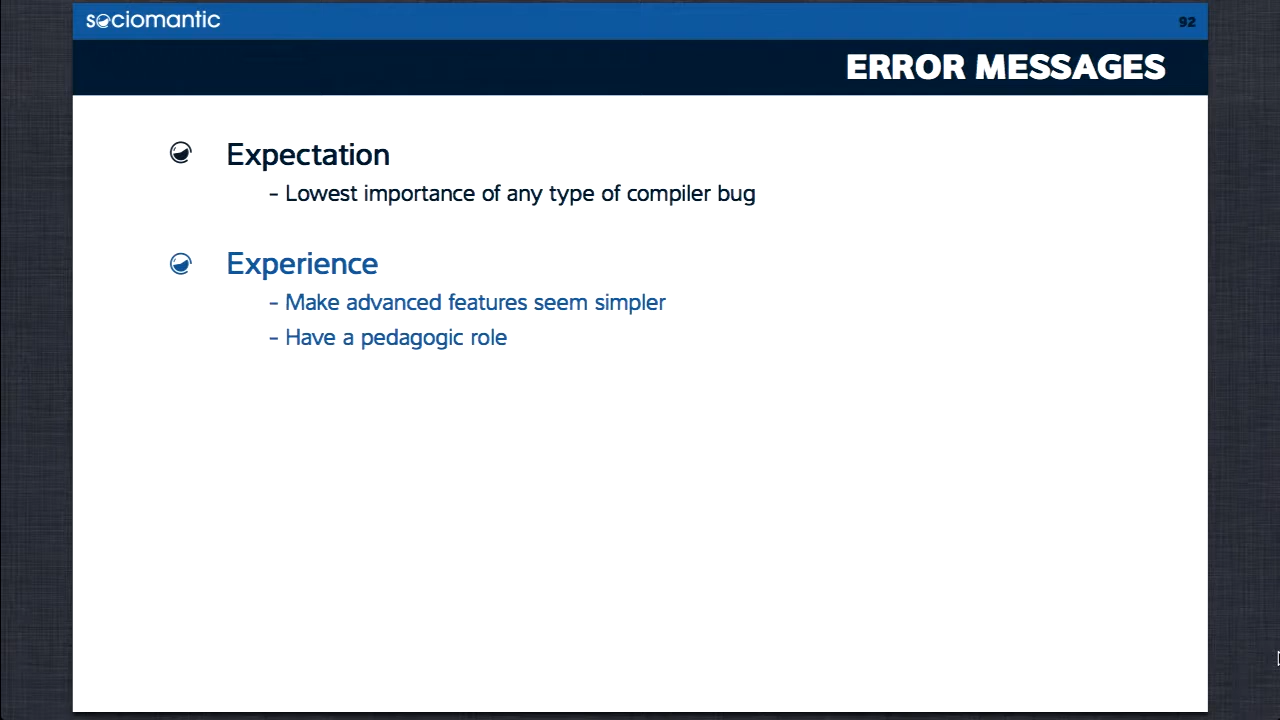 sociomantic
92
ERROR MESSAGES
Expectation
- Lowest importance of any type of compiler bug
Experience
- Make advanced features seem simpler
- Have a pedagogic role